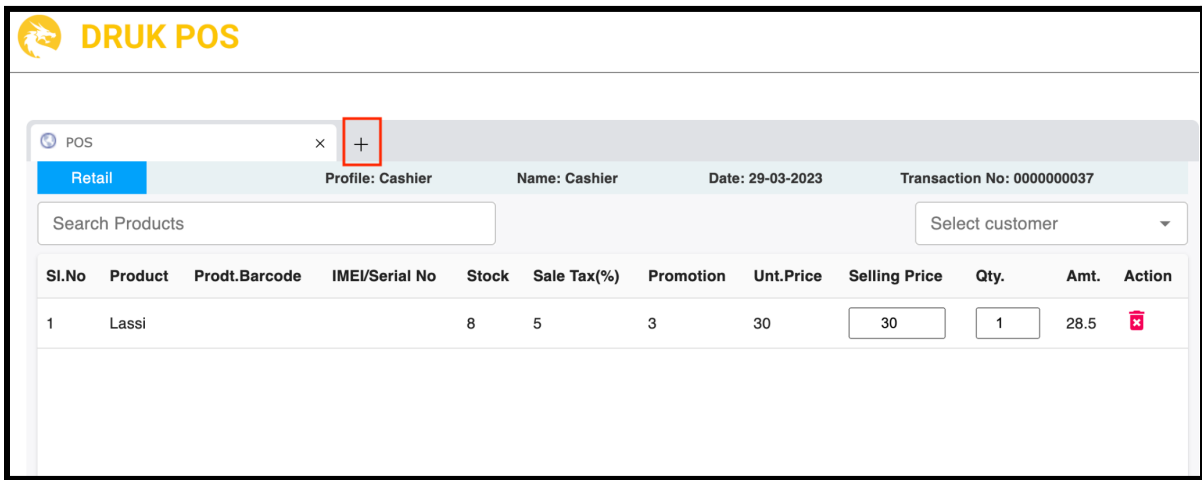 DRUK POS
POS
Retail Profile: Cashier Name: Cashier Date: 29-03-2023 Transaction No: 0000000037
Search Products Select customer
Sl.No Product Prodt.Barcode IMEI/Serial No Stock Sale Tax(%) Promotion Unt.Price Selling Price Qty. Amt. Action
1 Lassi 8 5 3 30 30 1 28.5